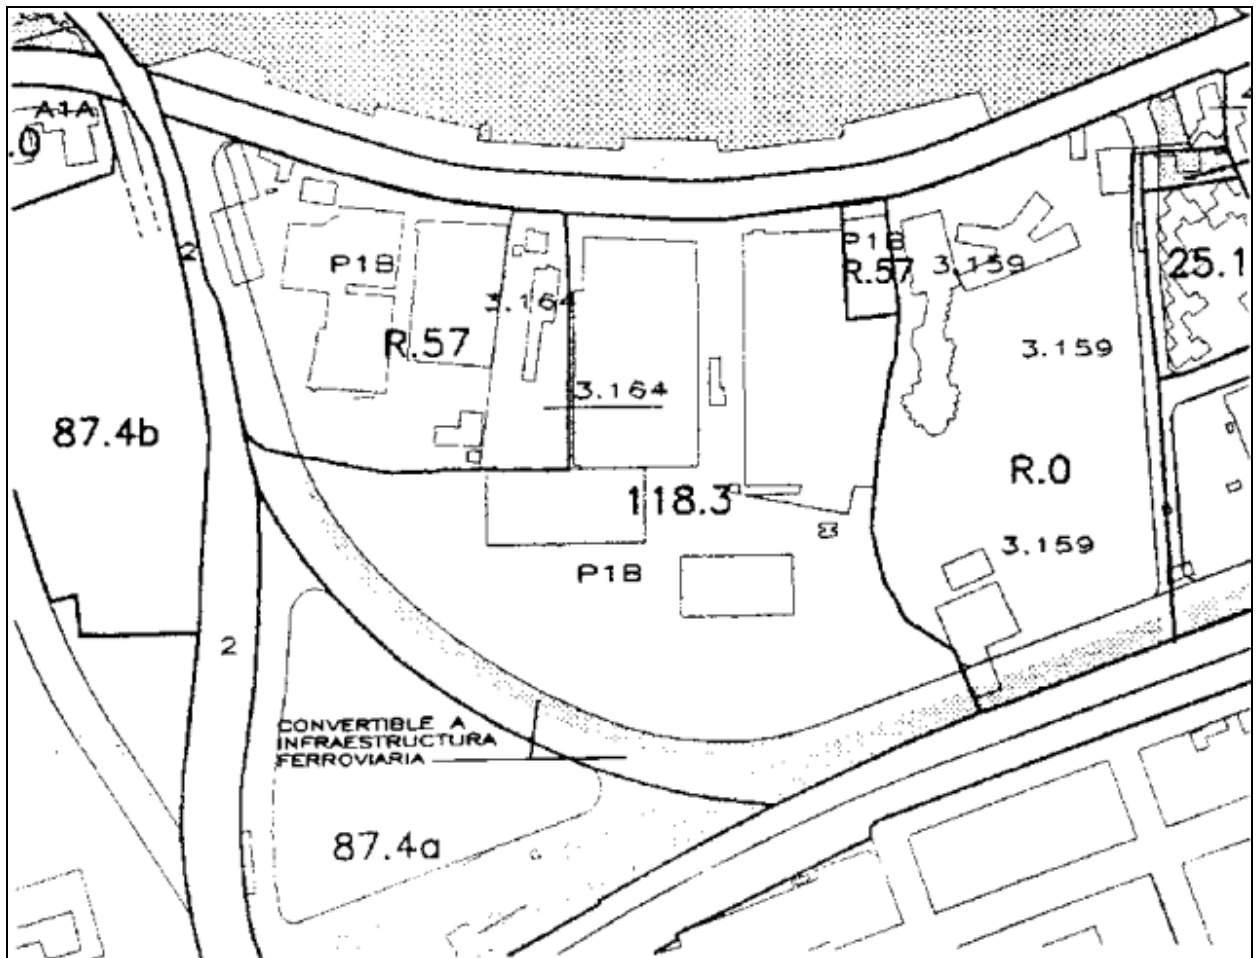 A1A
.0
2
P1B
P1B
R.57
3.159
25.1
3.164
R.57
3.159
3.164
87.4b
R.0
118.3
3.159
P1B
2
CONVERTIBLE A
INFRAESTRUCTURA
FERROVIARIA
87.4a